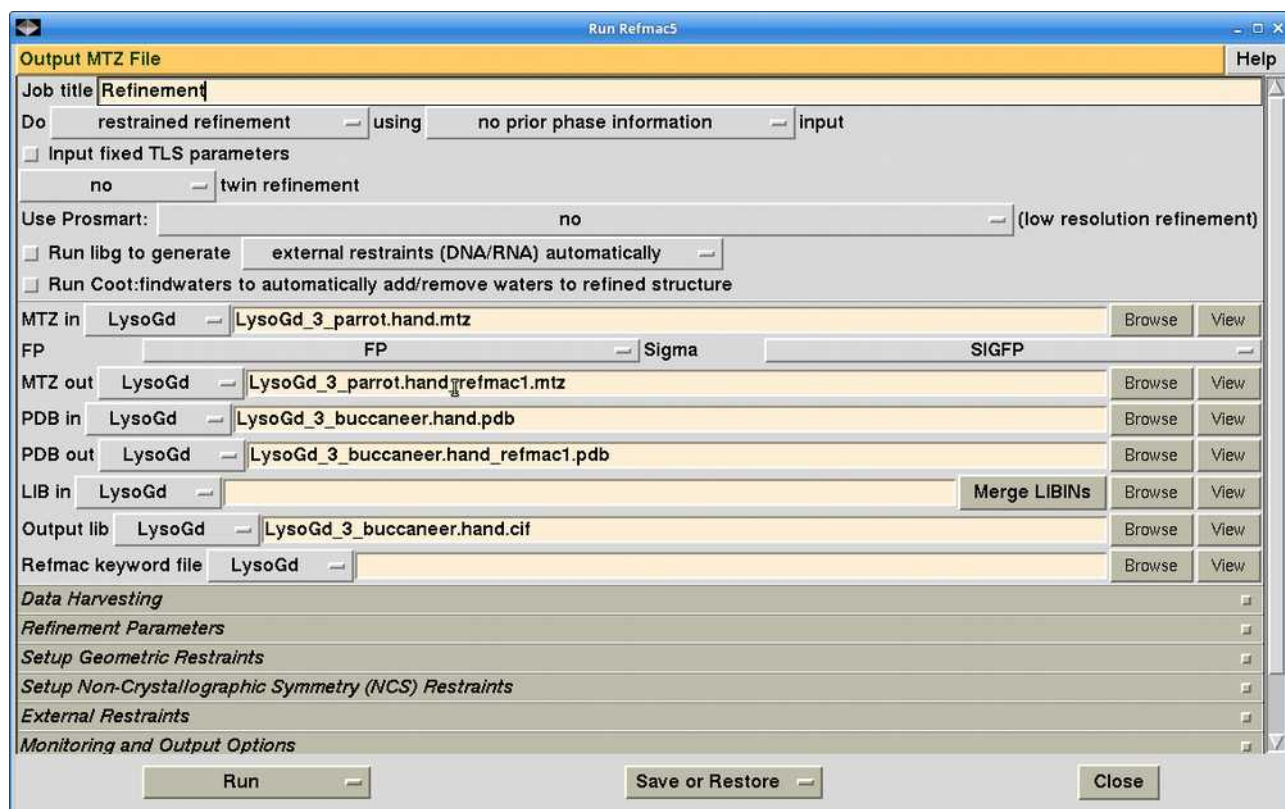 Run Refmac5
Output MTZ File Help
Job title Refinement
Do restrained refinement using no prior phase information input
Input fixed TLS parameters
no twin refinement
Use Prosmart: no (low resolution refinement)
Run libg to generate external restraints (DNA/RNA) automatically
Run Coot:findwaters to automatically add/remove waters to refined structure
MTZ in LysoGd LysoGd_3_parrot.hand.mtz Browse View
FP FP Sigma SIGFP
MTZ out LysoGd LysoGd_3_parrot.hand_refmac1.mtz Browse View
PDB in LysoGd LysoGd_3_buccaneer.hand.pdb Browse View
PDB out LysoGd LysoGd_3_buccaneer.hand_refmac1.pdb Browse View
LIB in LysoGd Merge LIBINs Browse View
Output lib LysoGd LysoGd_3_buccaneer.hand.cif Browse View
Refmac keyword file LysoGd Browse View
Data Harvesting
Refinement Parameters
Setup Geometric Restraints
Setup Non-Crystallographic Symmetry (NCS) Restraints
External Restraints
Monitoring and Output Options
Run Save or Restore Close